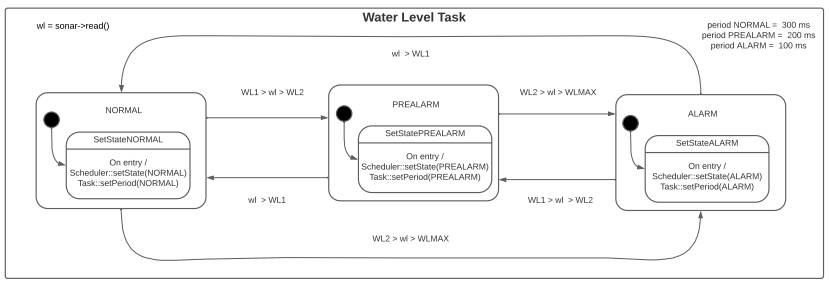 Water Level Task
wl = sonar->read()
period NORMAL = 300 ms
period PREALARM = 200 ms
period ALARM = 100 ms
wl > WL1
WL1 > wl > WL2
WL2 > wl > WLMAX
NORMAL
SetStateNORMAL
On entry /
Scheduler::setState(NORMAL)
Task::setPeriod(NORMAL)
PREALARM
SetStatePREALARM
On entry /
Scheduler::setState(PREALARM)
Task::setPeriod(PREALARM)
ALARM
SetStateALARM
On entry /
Scheduler::setState(ALARM)
Task::setPeriod(ALARM)
wl > WL1
WL1 > wl > WL2
WL2 > wl > WLMAX